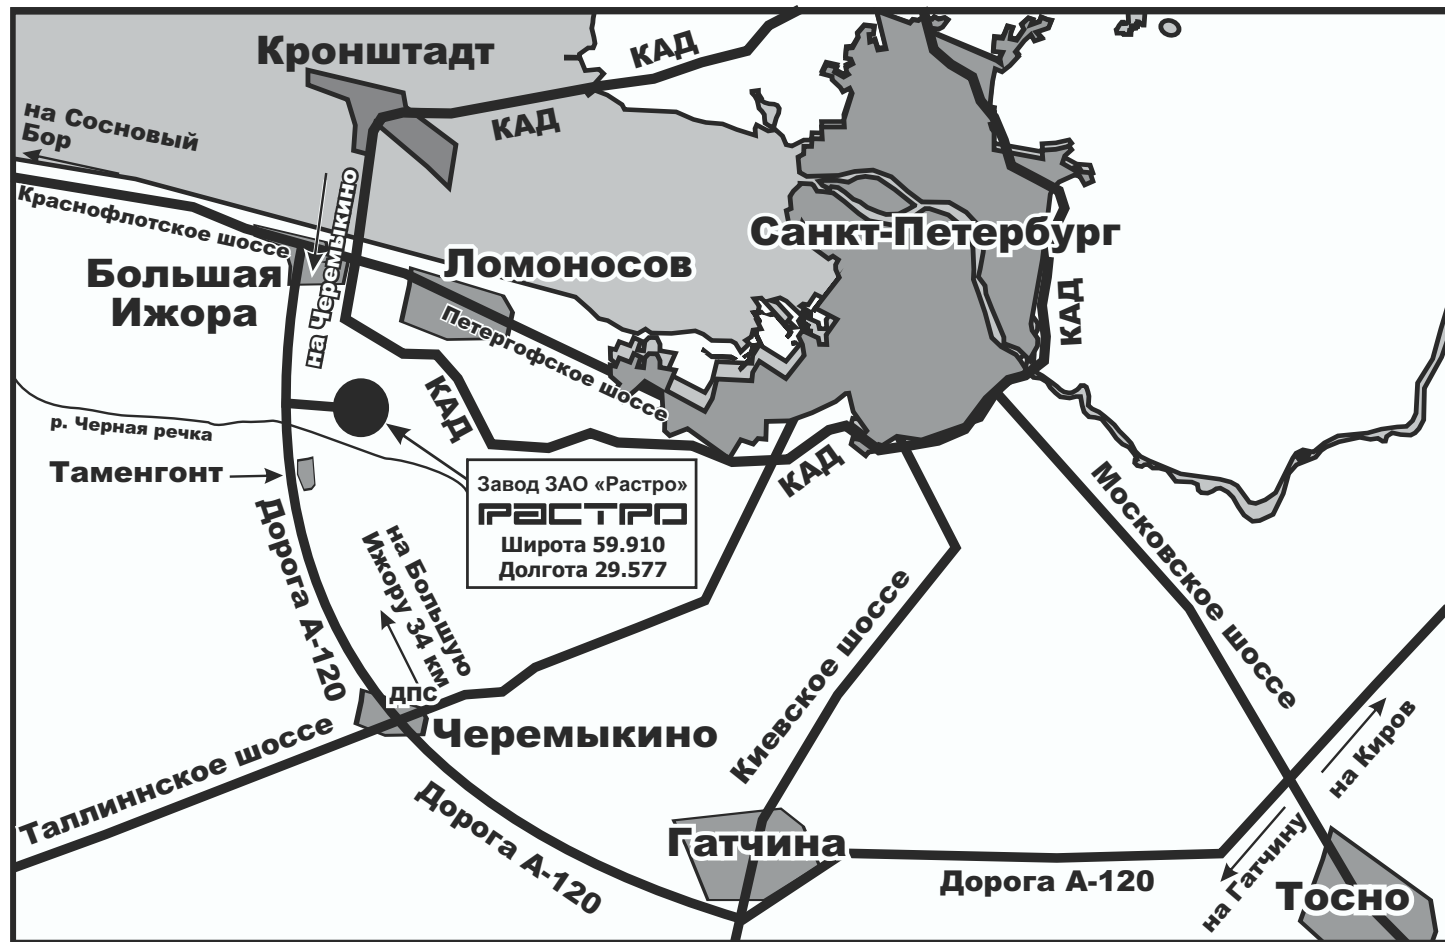 Кронштадт
КАД
КАД
на Сосновый
Бор
Краснофлотское шоссе
на Черемыкино
Большая
Ижора
Ломоносов
Петергофское шоссе
Санкт-Петербург
КАД
КАД
КАД
р. Черная речка
Таменгонт
Завод ЗАО «Растро»
РАСТРО
Широта 59.910
Долгота 29.577
Дорога А-120
на Большую
Ижору 34 км
ДПС
Черемыкино
Таллиннское шоссе
Дорога А-120
Киевское шоссе
Московское шоссе
Гатчина
Дорога А-120
на Киров
на Гатчину
Тосно